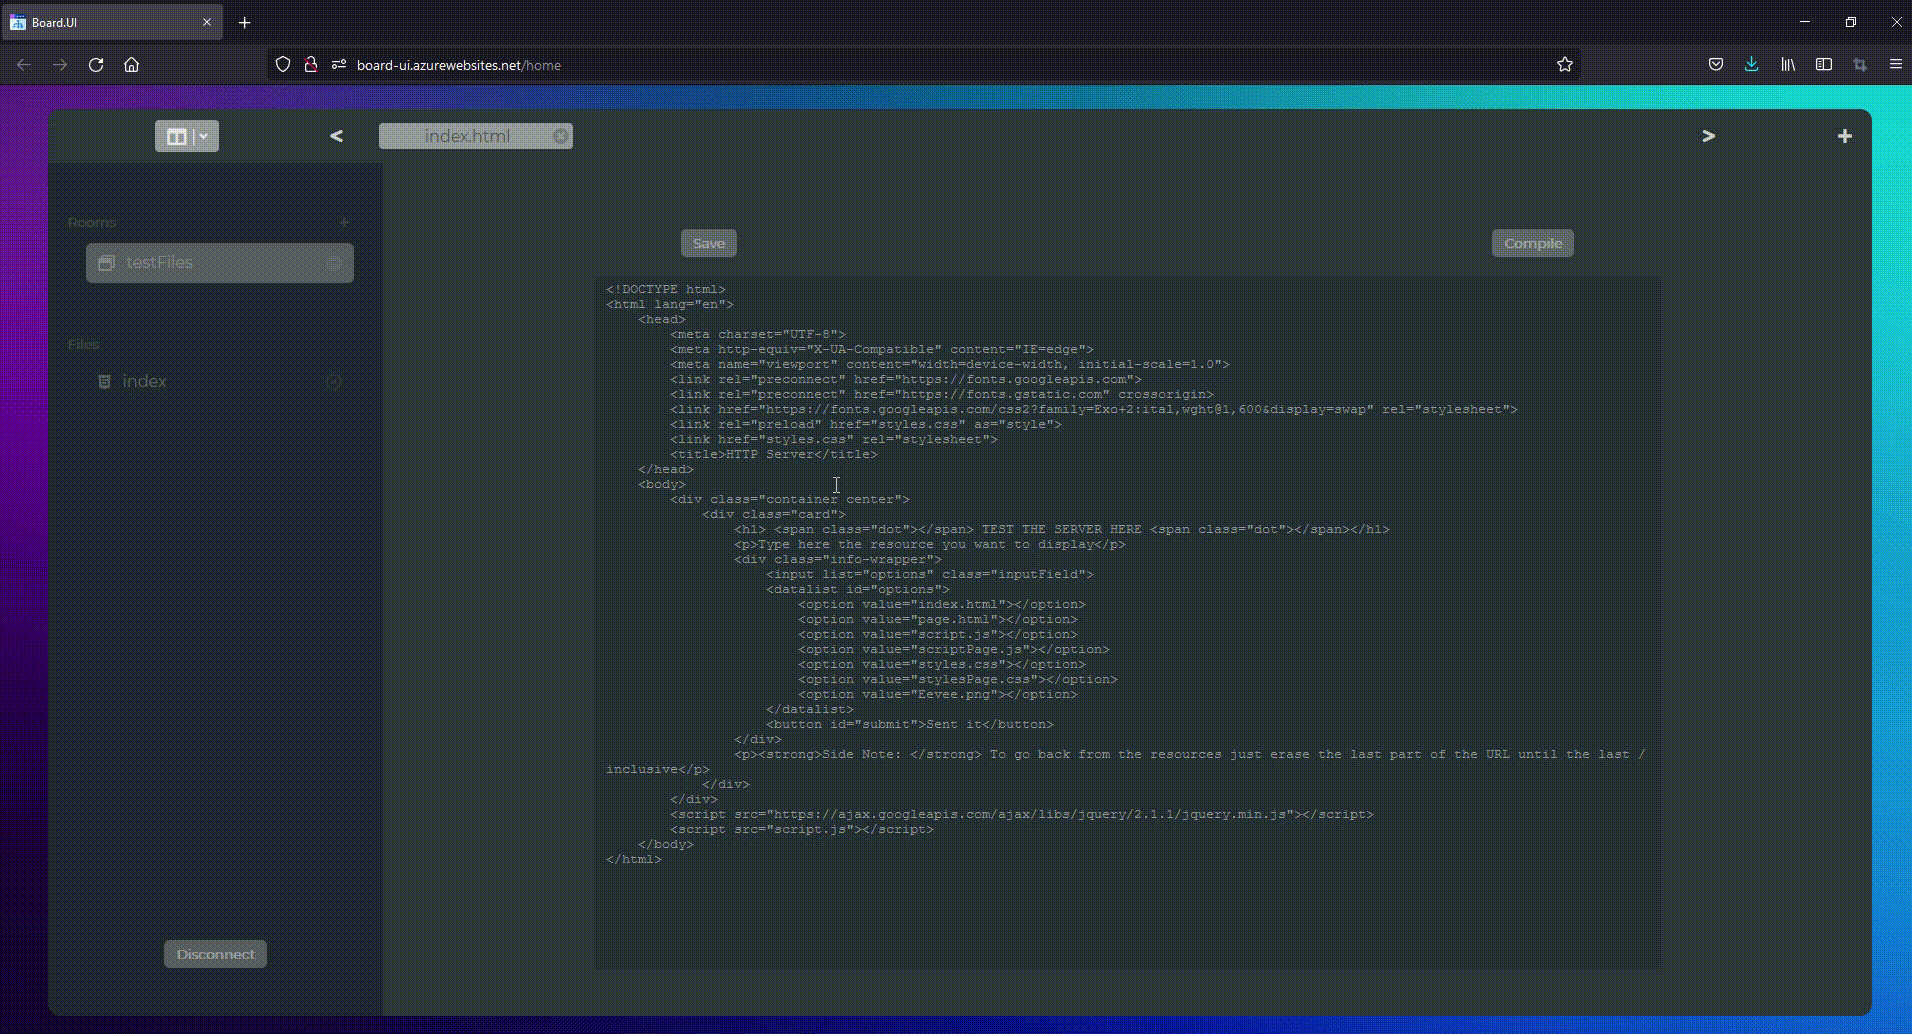 Board.UI
board-ui.azurewebsites.net/home
index.html
Rooms
testFiles
Files
index
Disconnect
Save
Compile
<!DOCTYPE html>
<html lang="en">
    <head>
        <meta charset="UTF-8">
        <meta http-equiv="X-UA-Compatible" content="IE=edge">
        <meta name="viewport" content="width=device-width, initial-scale=1.0">
        <link rel="preconnect" href="https://fonts.googleapis.com">
        <link rel="preconnect" href="https://fonts.gstatic.com" crossorigin>
        <link href="https://fonts.googleapis.com/css2?family=Exo+2:ital,wght@1,600&display=swap" rel="stylesheet">
        <link rel="preload" href="styles.css" as="style">
        <link href="styles.css" rel="stylesheet">
        <title>HTTP Server</title>
    </head>
    <body>
        <div class="container center">
            <div class="card">
                <h1> <span class="dot"></span> TEST THE SERVER HERE <span class="dot"></span></h1>
                <p>Type here the resource you want to display</p>
                <div class="info-wrapper">
                    <input list="options" class="inputField">
                    <datalist id="options">
                        <option value="index.html"></option>
                        <option value="page.html"></option>
                        <option value="script.js"></option>
                        <option value="scriptPage.js"></option>
                        <option value="styles.css"></option>
                        <option value="stylesPage.css"></option>
                        <option value="Eevee.png"></option>
                    </datalist>
                    <button id="submit">Sent it</button>
                </div>
                <p><strong>Side Note: </strong> To go back from the resources just erase the last part of the URL until the last /
inclusive</p>
            </div>
        </div>
        <script src="https://ajax.googleapis.com/ajax/libs/jquery/2.1.1/jquery.min.js"></script>
        <script src="script.js"></script>
    </body>
</html>